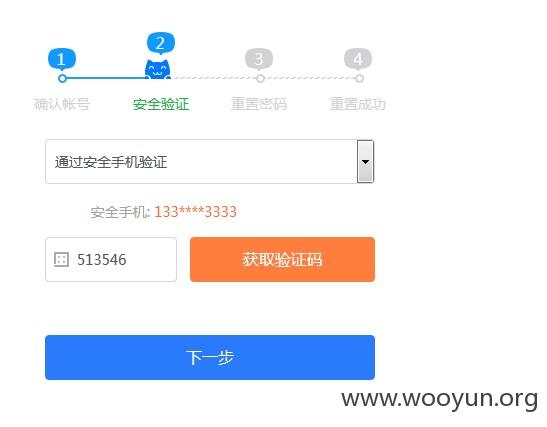 1 2 3 4
确认帐号 安全验证 重置密码 重置成功
通过安全手机验证
安全手机: 133****3333
513546 获取验证码
下一步
www.wooyun.org